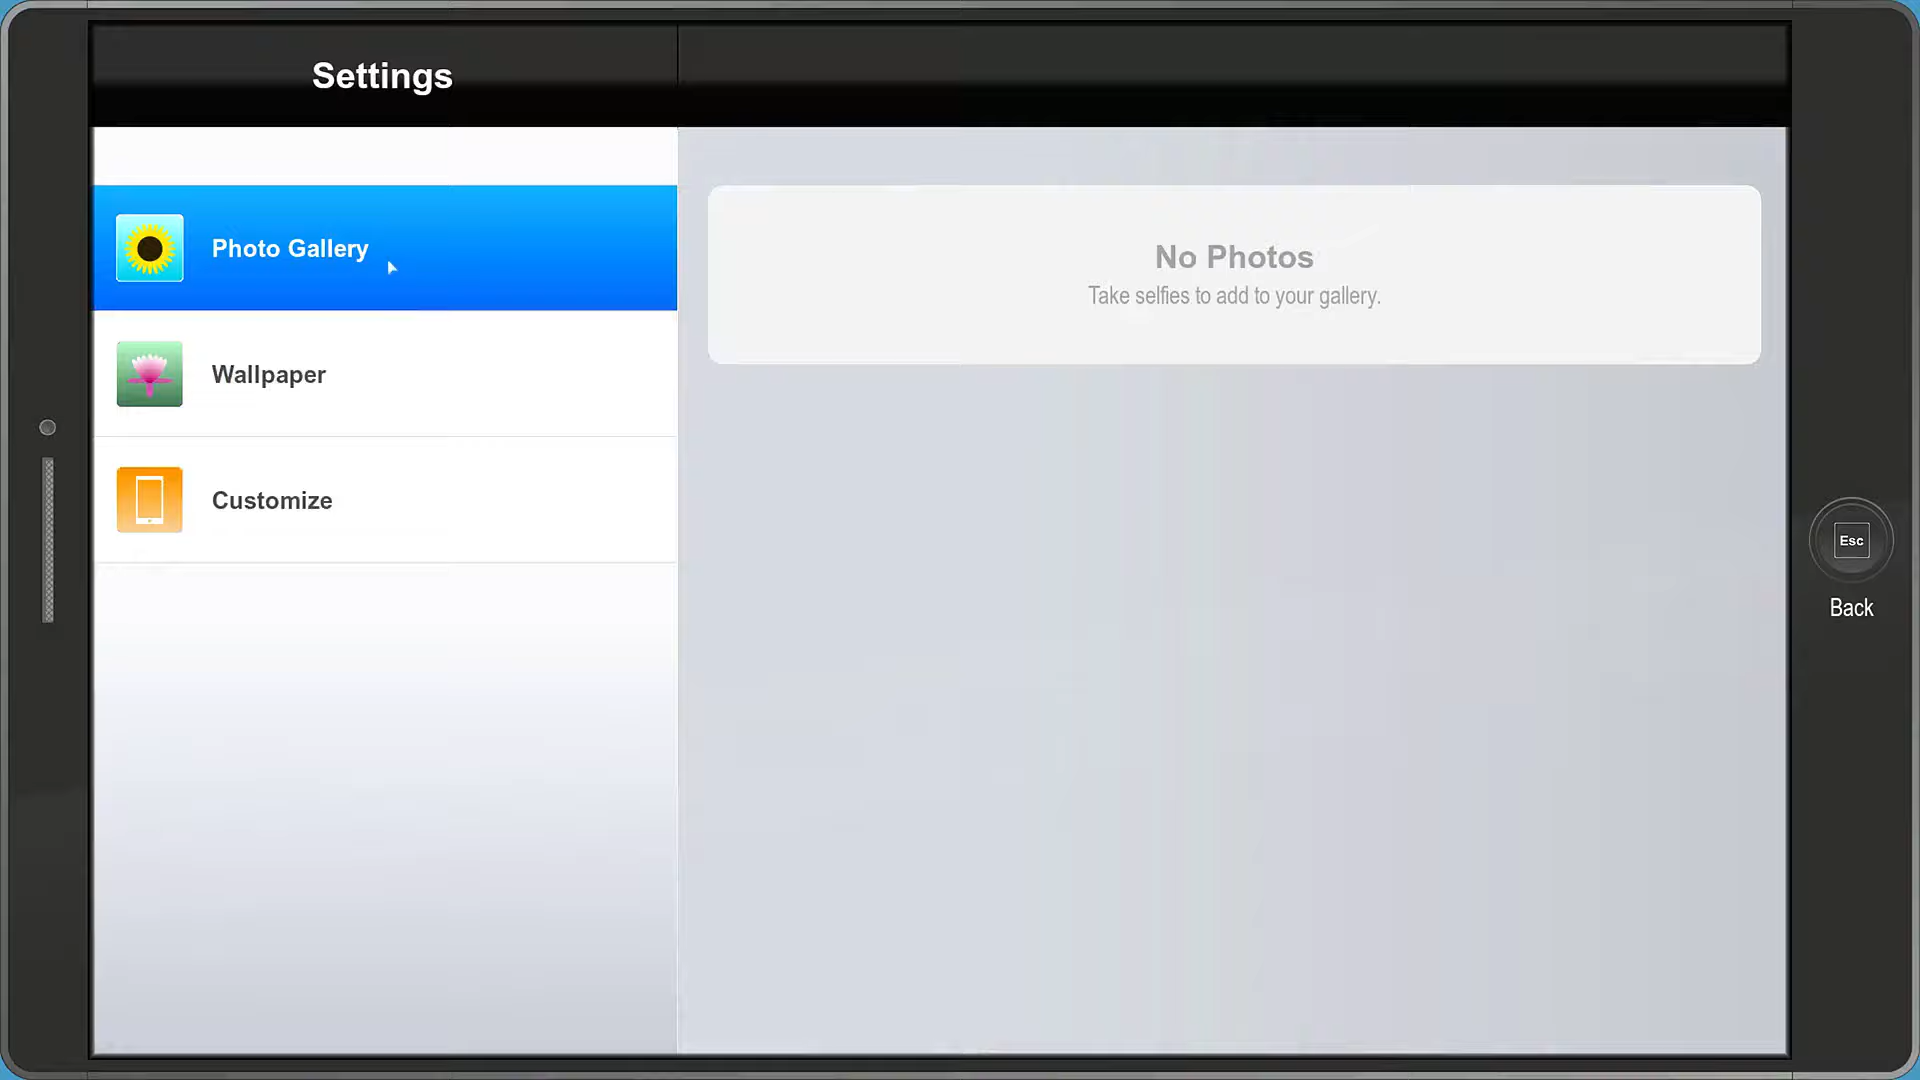 Settings
Photo Gallery
Wallpaper
Customize
No Photos
Take selfies to add to your gallery.
Esc
Back